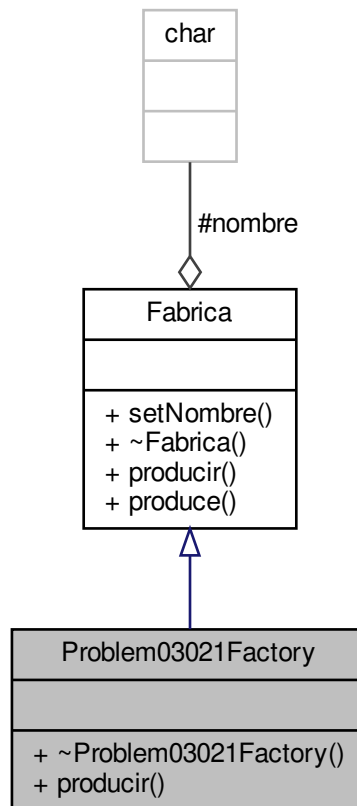 char
#nombre
Fabrica
+ setNombre()
+ ~Fabrica()
+ producir()
+ produce()
Problem03021Factory
+ ~Problem03021Factory()
+ producir()